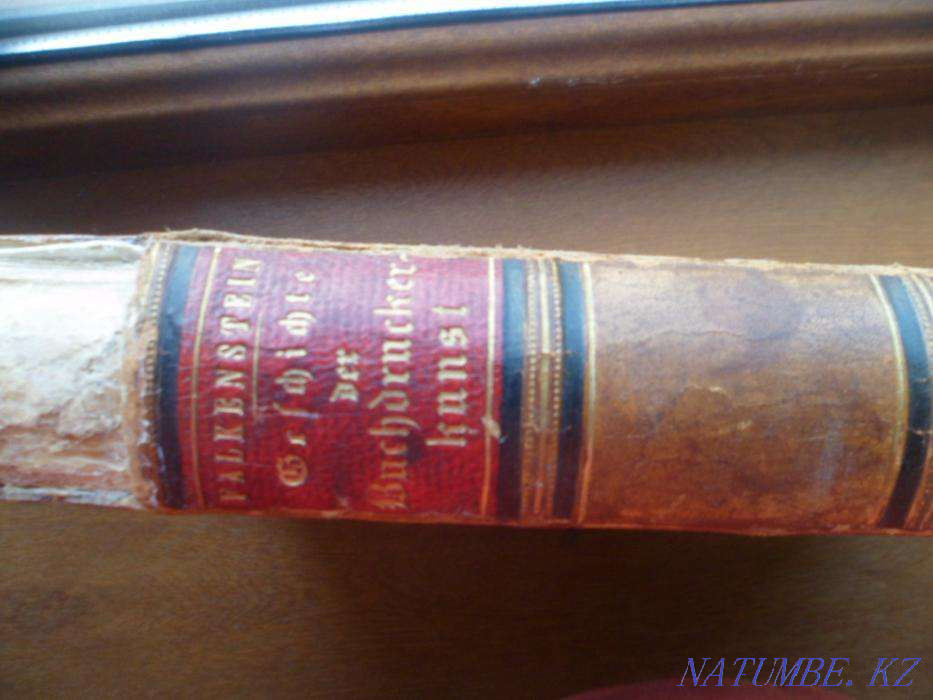 FALKENSTEIN
Geſchichte
der
Buchdrucker-
kunst
NATUMBE. KZ